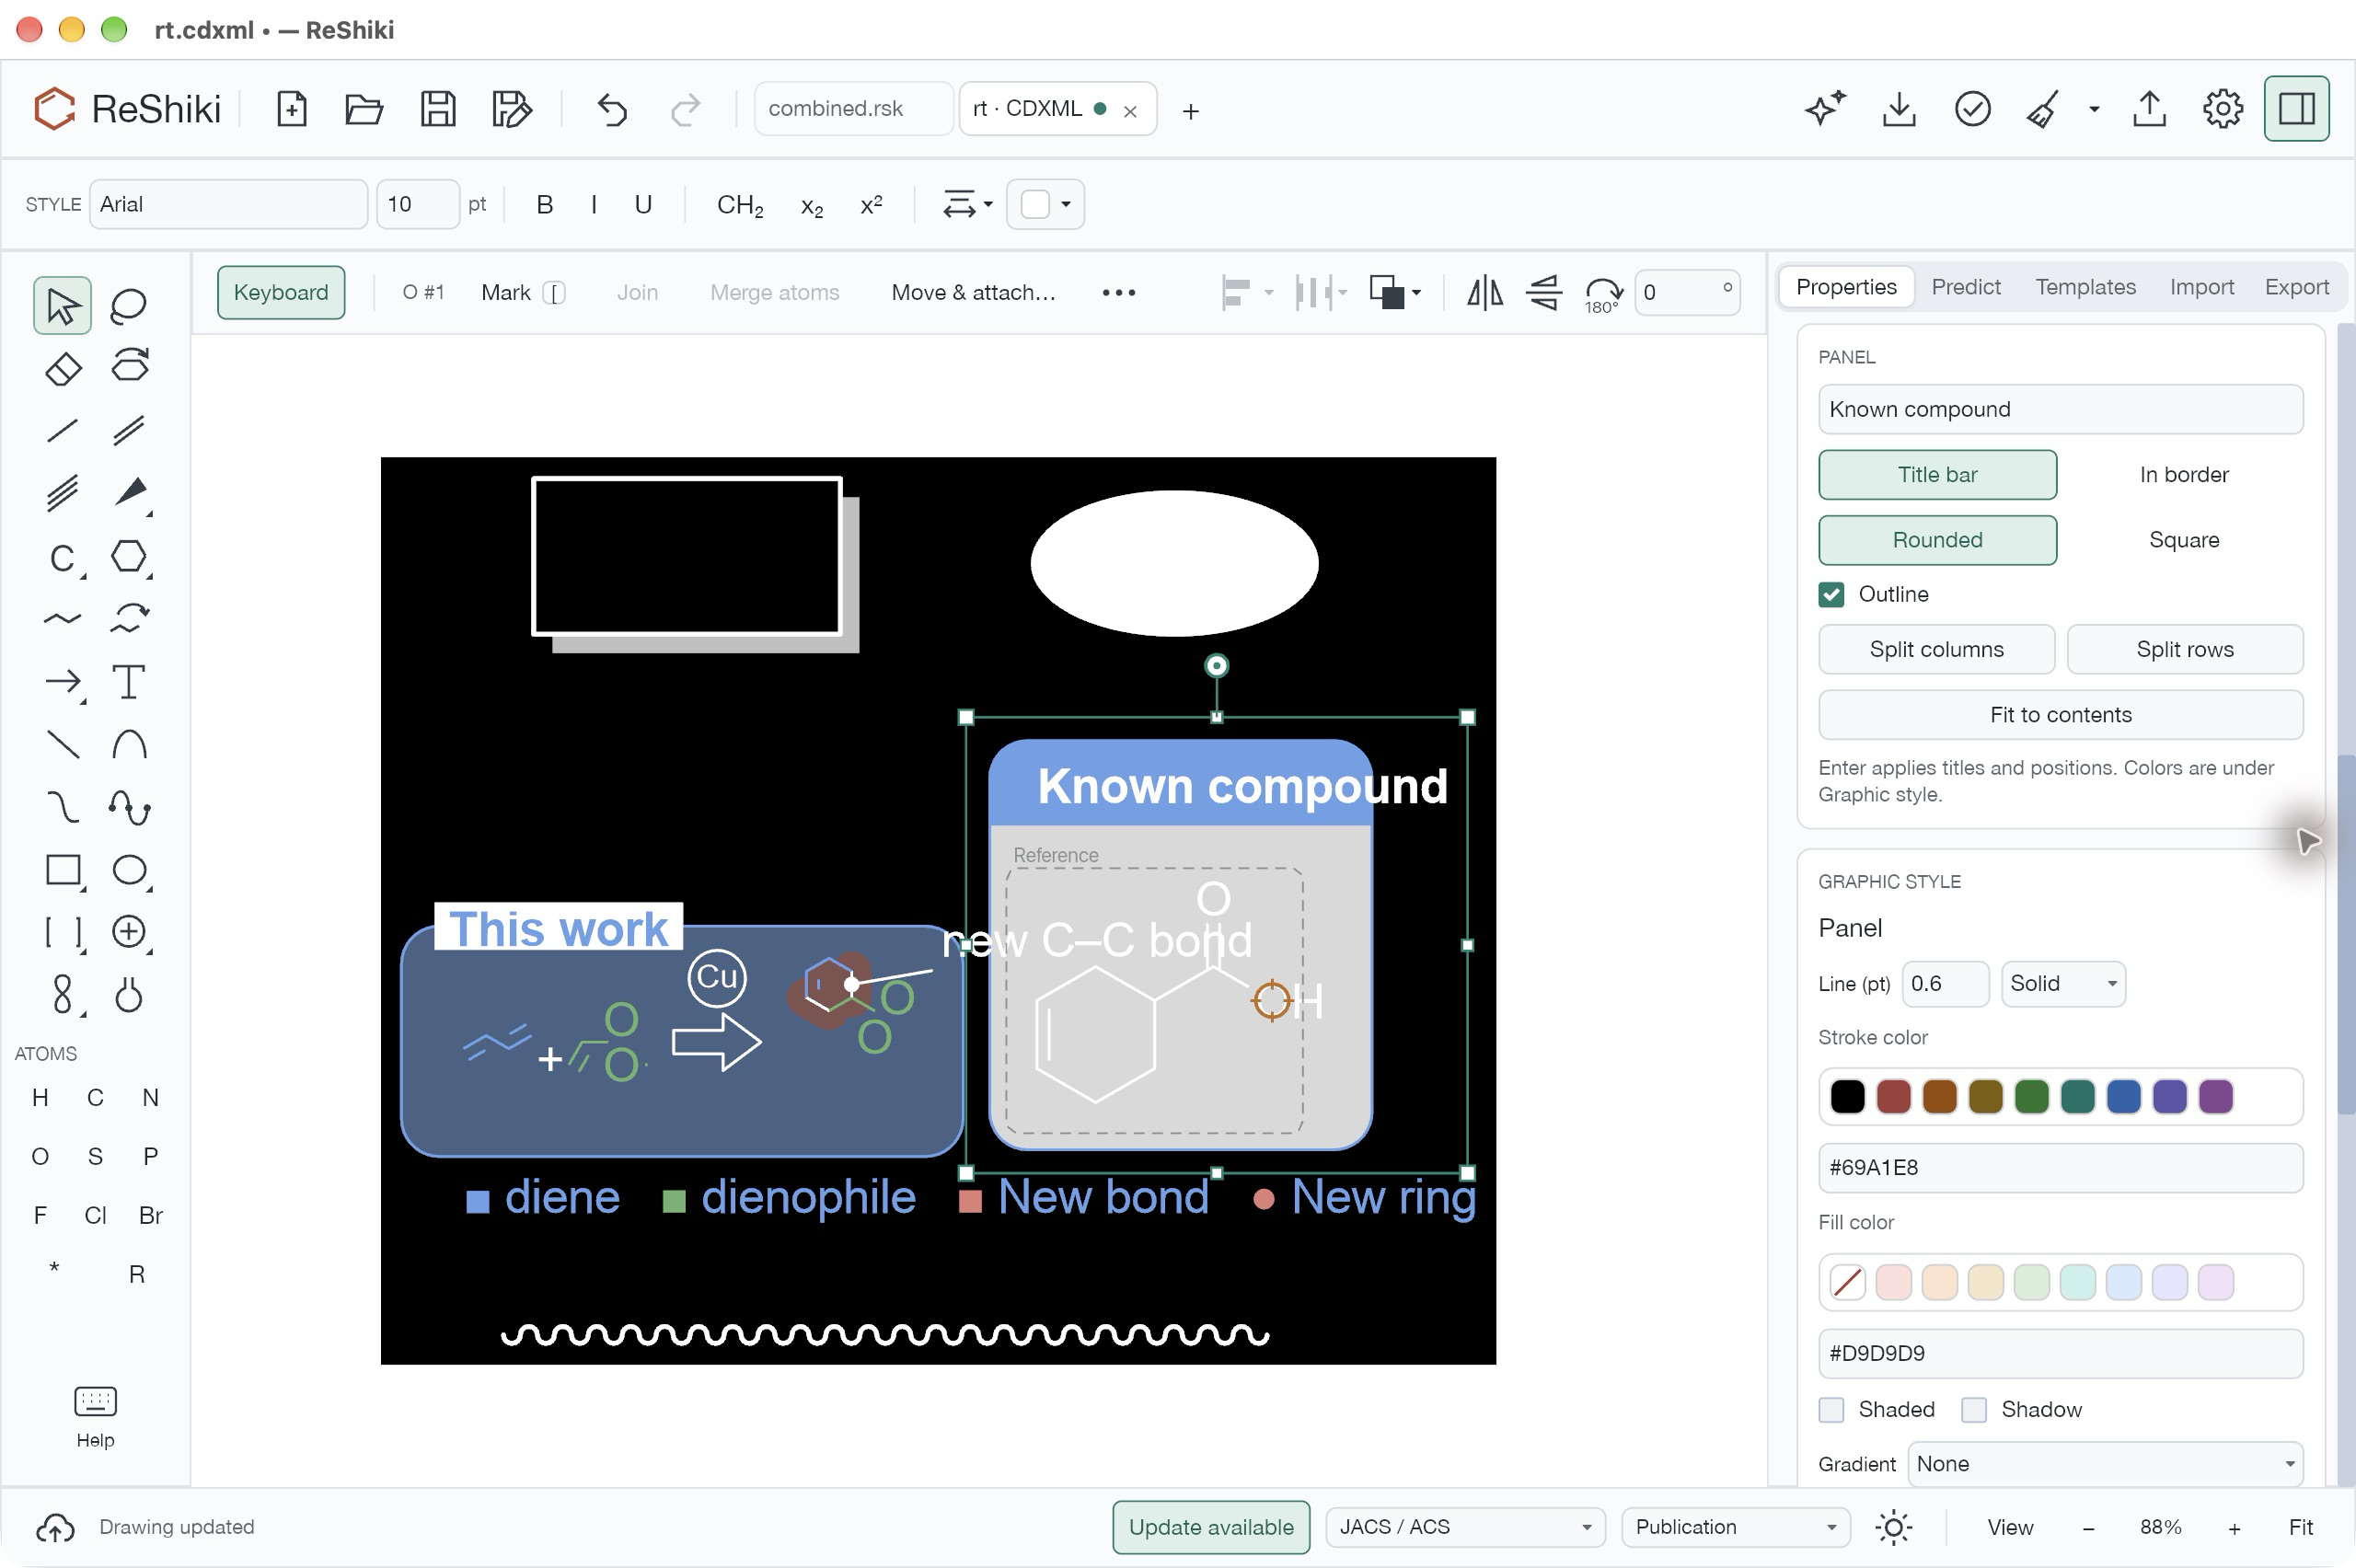 rt.cdxml • — ReShiki
ReShiki
combined.rsk
rt · CDXML
STYLE
Arial
10
pt
B
I
U
CH₂
x₂
x²
Keyboard
O #1
Mark [
Join
Merge atoms
Move & attach…
180°
0 °
Properties
Predict
Templates
Import
Export
PANEL
Known compound
Title bar
In border
Rounded
Square
Outline
Split columns
Split rows
Fit to contents
Enter applies titles and positions. Colors are under
Graphic style.
GRAPHIC STYLE
Panel
Line (pt)
0.6
Solid
Stroke color
#69A1E8
Fill color
#D9D9D9
Shaded
Shadow
Gradient
None
C
T
[ ]
ATOMS
H C N
O S P
F Cl Br
* R
Help
Known compound
Reference
O
new C–C bond
OH
This work
Cu
O
O
+
O
O
diene
dienophile
New bond
New ring
Drawing updated
Update available
JACS / ACS
Publication
View
–
88%
+
Fit